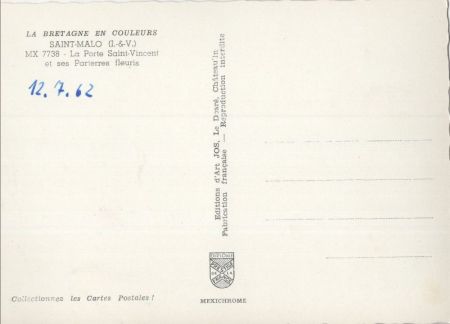 LA BRETAGNE EN COULEURS
SAINT-MALO (I.-&-V.)
MX 7738 - La Porte Saint-Vincent
et ses Parterres fleuris
12.7.62
Editions d'Art JOS, Le Doaré, Châteaulin
Fabrication française — Reproduction interdite
Collectionnez les Cartes Postales !
MEXICHROME